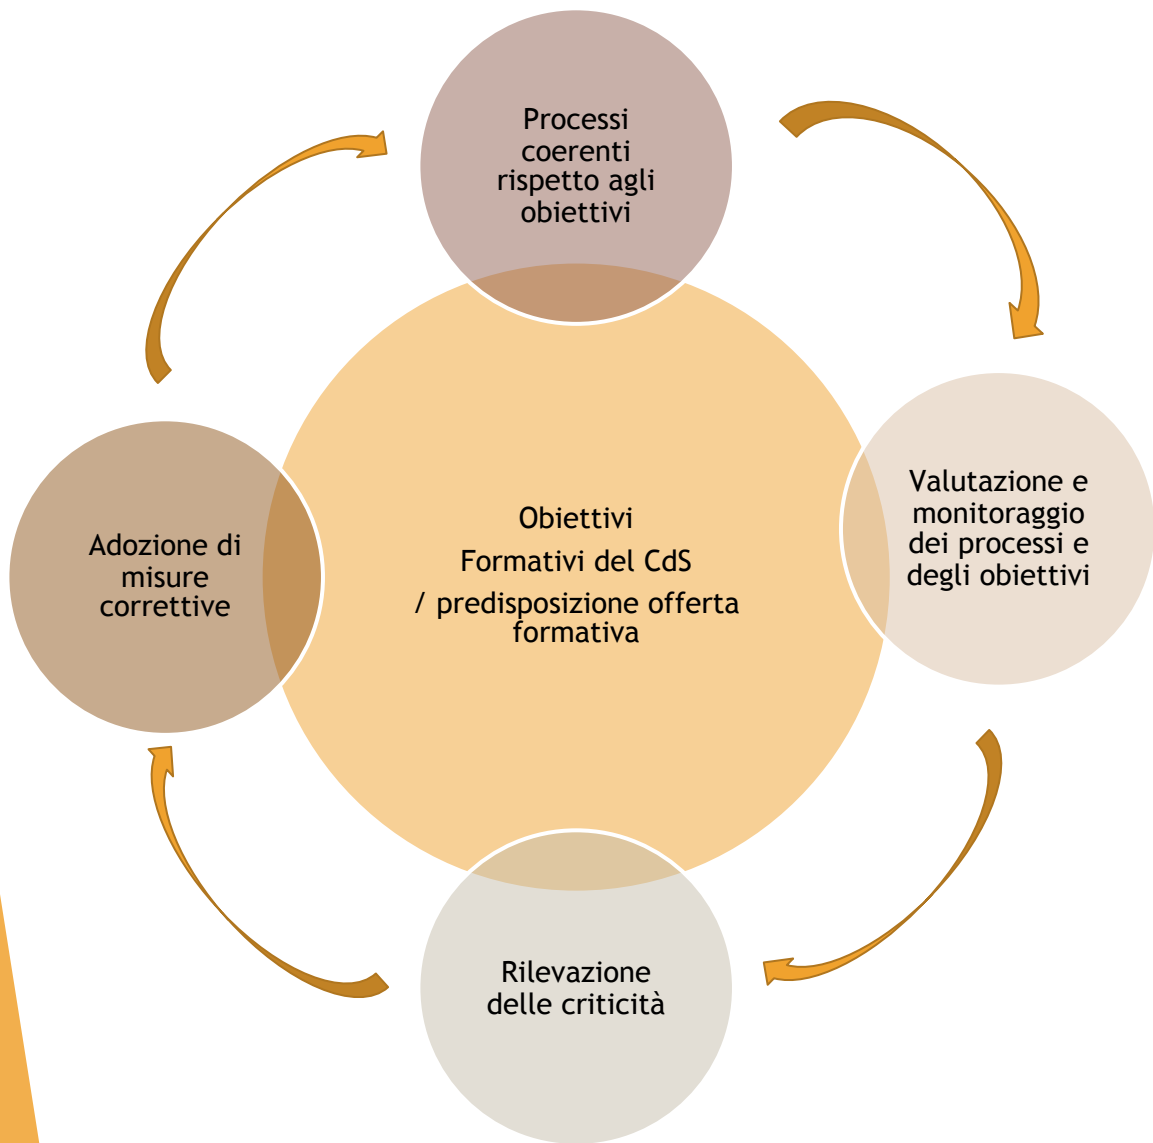 Processi
coerenti
rispetto agli
obiettivi
Valutazione e
monitoraggio
dei processi e
degli obiettivi
Obiettivi
Formativi del CdS
/ predisposizione offerta
formativa
Adozione di
misure
correttive
Rilevazione
delle criticità